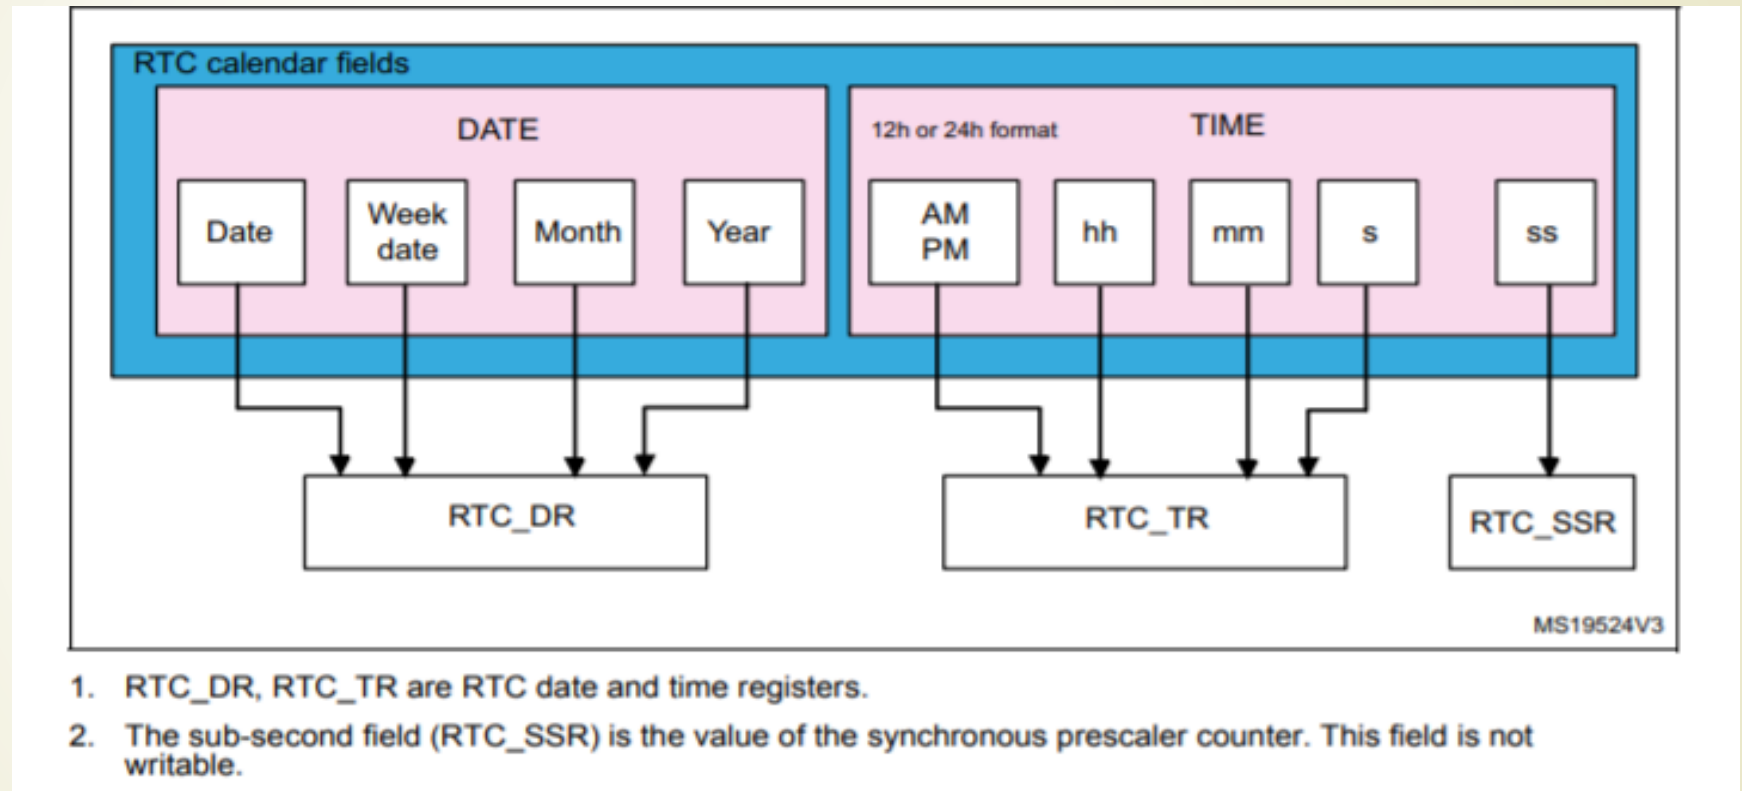 RTC calendar fields
DATE
12h or 24h format
TIME
Date
Week
date
Month
Year
AM
PM
hh
mm
s
ss
RTC_DR
RTC_TR
RTC_SSR
MS19524V3
1. RTC_DR, RTC_TR are RTC date and time registers.
2. The sub-second field (RTC_SSR) is the value of the synchronous prescaler counter. This field is not
writable.